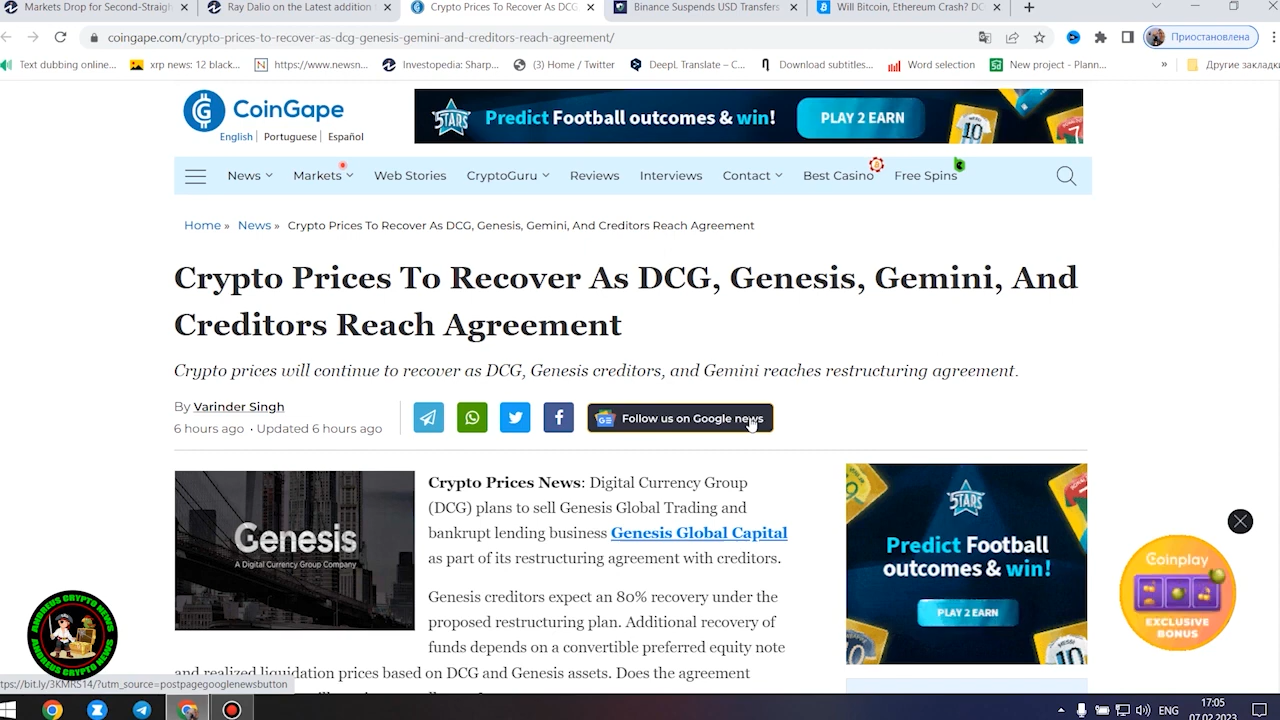 Markets Drop for Second-Straigh
Ray Dalio on the Latest addition
Crypto Prices To Recover As DCG,
Binance Suspends USD Transfers
Will Bitcoin, Ethereum Crash? DC
coingape.com/crypto-prices-to-recover-as-dcg-genesis-gemini-and-creditors-reach-agreement/
Приостановлена
Text dubbing online...
xrp news: 12 black...
https://www.newsn...
Investopedia: Sharp...
(3) Home / Twitter
DeepL Translate – C...
Download subtitles...
Word selection
New project - Plann...
»
Другие закладки
CoinGape
English | Portuguese | Español
STARS
Predict Football outcomes & win!
PLAY 2 EARN
10
News
Markets
Web Stories
CryptoGuru
Reviews
Interviews
Contact
Best Casino
Free Spins
Home » News » Crypto Prices To Recover As DCG, Genesis, Gemini, And Creditors Reach Agreement
Crypto Prices To Recover As DCG, Genesis, Gemini, And
Creditors Reach Agreement
Crypto prices will continue to recover as DCG, Genesis creditors, and Gemini reaches restructuring agreement.
By Varinder Singh
6 hours ago · Updated 6 hours ago
Follow us on Google news
Genesis
A Digital Currency Group Company
Crypto Prices News: Digital Currency Group
(DCG) plans to sell Genesis Global Trading and
bankrupt lending business Genesis Global Capital
as part of its restructuring agreement with creditors.
Genesis creditors expect an 80% recovery under the
proposed restructuring plan. Additional recovery of
funds depends on a convertible preferred equity note
and realized liquidation prices based on DCG and Genesis assets. Does the agreement
STARS
Predict Football
outcomes & win!
PLAY 2 EARN
10
Coinplay
EXCLUSIVE
BONUS
ANDREUS CRYPTO NEWS
ANDREUS CRYPTO NEWS
tps://bit.ly/3KMRS14/?utm_source=postpagegooglenewsbutton
ENG
17:05
07.02.2023